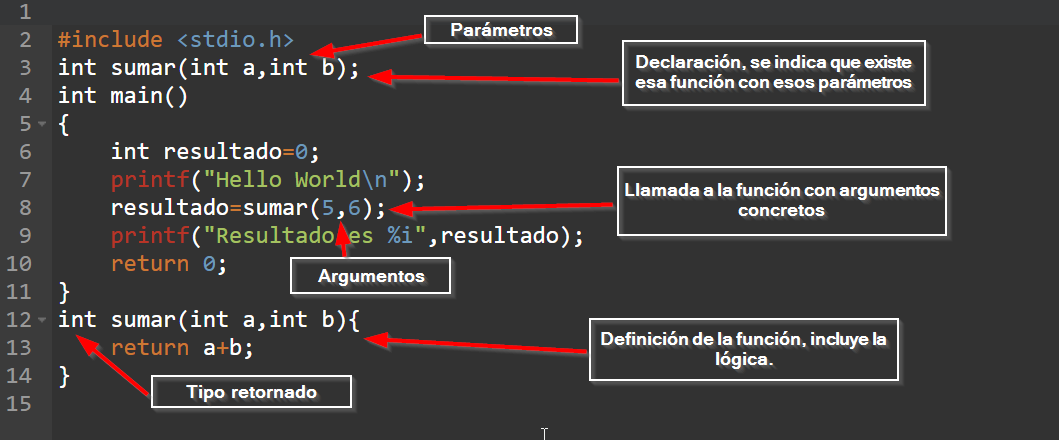 1
2 #include <stdio.h>
Parámetros
3 int sumar(int a,int b);
Declaración, se indica que existe
esa función con esos parámetros
4 int main()
5 {
6 int resultado=0;
7 printf("Hello World\n");
8 resultado=sumar(5,6);
Llamada a la función con argumentos
concretos
9 printf("Resultado es %i",resultado);
10 return 0;
Argumentos
11 }
12 int sumar(int a,int b){
13 return a+b;
Definición de la función, incluye la
lógica.
14 }
Tipo retornado
15